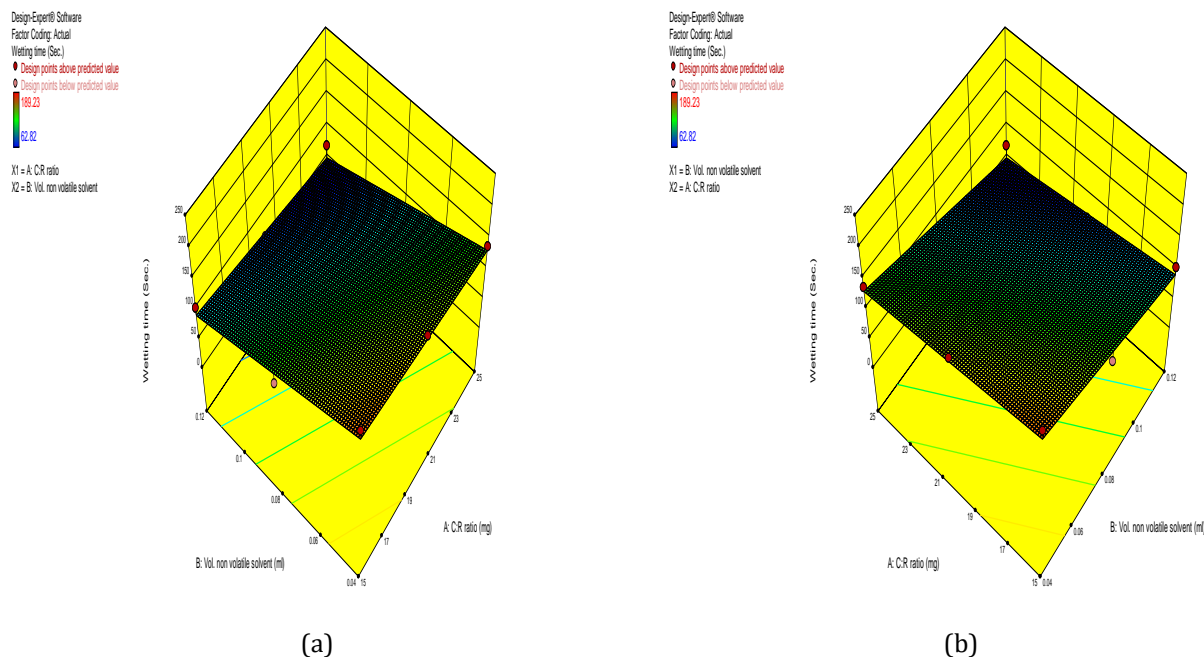 Design-Expert® Software
Factor Coding: Actual
Wetting time (Sec.)
Design points above predicted value
Design points below predicted value
189.23
62.82
X1 = A: C:R ratio
X2 = B: Vol. non volatile solvent
250
200
150
100
50
0
Wetting time (Sec.)
0.12
0.1
0.08
0.06
0.04
B: Vol. non volatile solvent (ml)
15
17
19
21
23
25
A: C:R ratio (mg)
(a)
Design-Expert® Software
Factor Coding: Actual
Wetting time (Sec.)
Design points above predicted value
Design points below predicted value
189.23
62.82
X1 = B: Vol. non volatile solvent
X2 = A: C:R ratio
250
200
150
100
50
0
Wetting time (Sec.)
25
23
21
19
17
15
A: C:R ratio (mg)
0.04
0.06
0.08
0.1
0.12
B: Vol. non volatile solvent (ml)
(b)